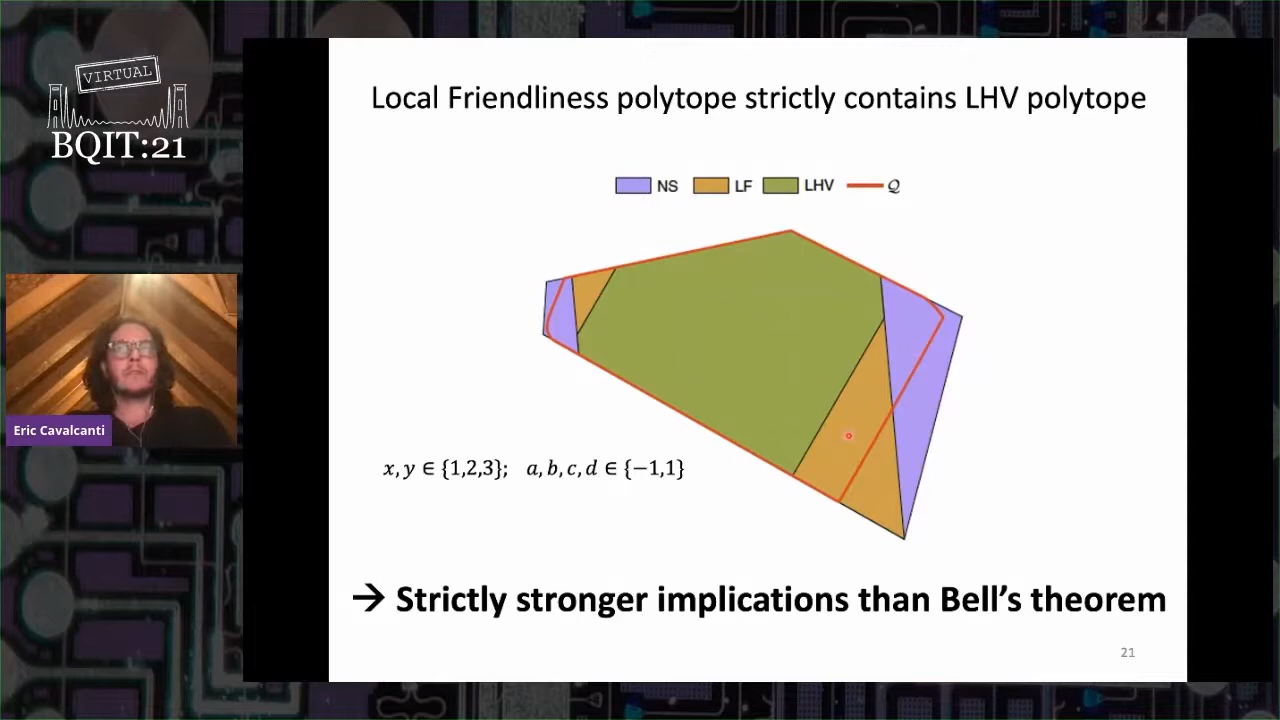 VIRTUAL
BQIT:21
Local Friendliness polytope strictly contains LHV polytope
NS LF LHV 𝒬
Eric Cavalcanti
x, y ∈ {1,2,3}; a, b, c, d ∈ {−1,1}
→ Strictly stronger implications than Bell’s theorem
21